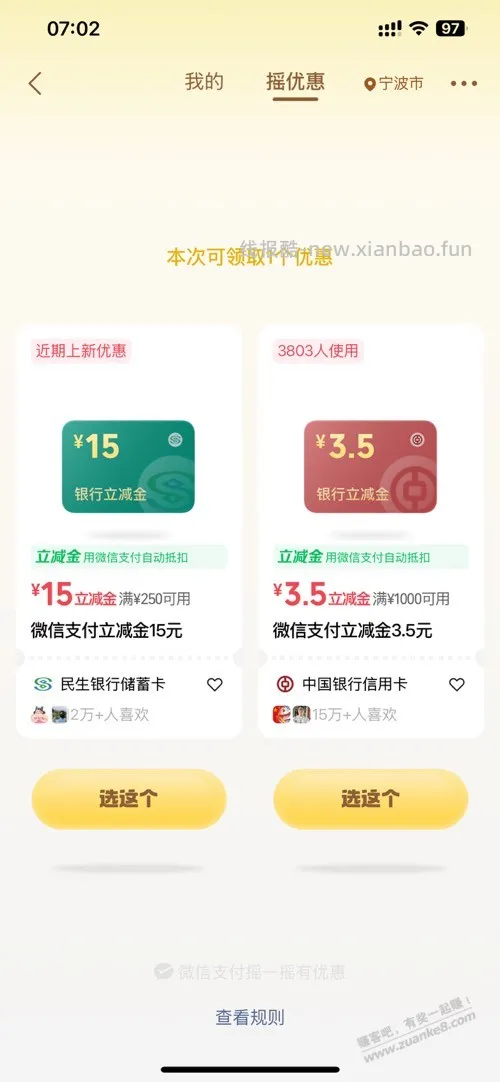 07:02
97
我的
摇优惠
宁波市
线报酷 new.xianbao.fun
本次可领取1个优惠
近期上新优惠
¥15
银行立减金
立减金 用微信支付自动抵扣
¥15立减金 满¥250可用
微信支付立减金15元
民生银行储蓄卡
2万+人喜欢
选这个
3803人使用
¥3.5
银行立减金
立减金 用微信支付自动抵扣
¥3.5立减金 满¥1000可用
微信支付立减金3.5元
中国银行信用卡
15万+人喜欢
选这个
微信支付摇一摇有优惠
查看规则
赚客吧,有奖一起赚!
www.zuanke8.com